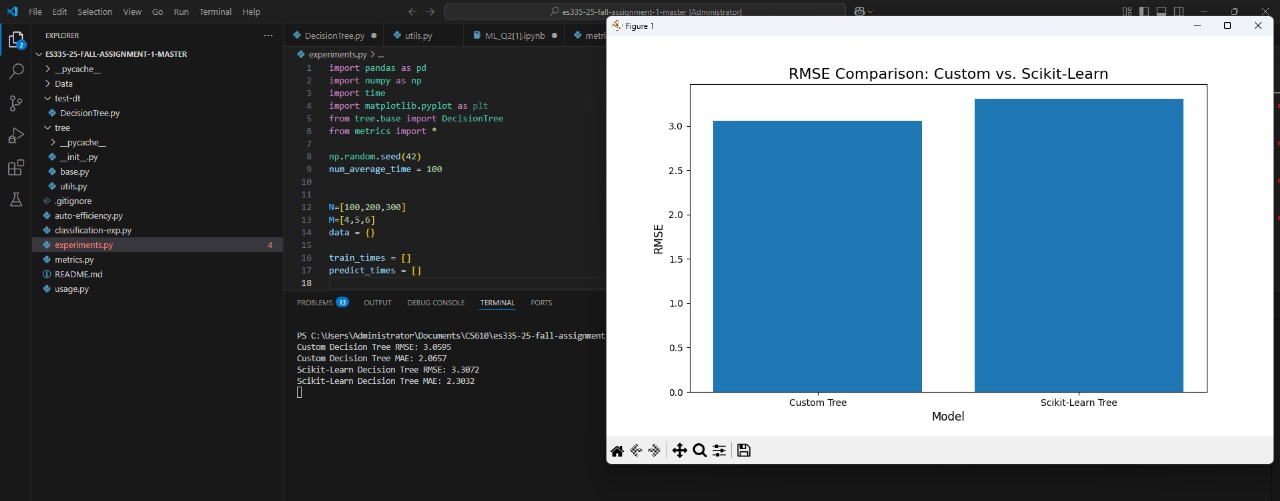 File Edit Selection View Go Run Terminal Help
es335-25-fall-assignment-1-master [Administrator]
EXPLORER
2
ES335-25-FALL-ASSIGNMENT-1-MASTER
__pycache__
Data
test-dt
DecisionTree.py
tree
__pycache__
__init__.py
base.py
utils.py
.gitignore
auto-efficiency.py
classification-exp.py
experiments.py 4
metrics.py
README.md
usage.py
DecisionTree.py
utils.py
ML_Q2[1].ipynb
metri
experiments.py > ...
1 import pandas as pd
2 import numpy as np
3 import time
4 import matplotlib.pyplot as plt
5 from tree.base import DecisionTree
6 from metrics import *
7
8 np.random.seed(42)
9 num_average_time = 100
10
11
12 N=[100,200,300]
13 M=[4,5,6]
14 data = {}
15
16 train_times = []
17 predict_times = []
18
PROBLEMS 13 OUTPUT DEBUG CONSOLE TERMINAL PORTS
PS C:\Users\Administrator\Documents\CS610\es335-25-fall-assignment
Custom Decision Tree RMSE: 3.0595
Custom Decision Tree MAE: 2.0657
Scikit-Learn Decision Tree RMSE: 3.3072
Scikit-Learn Decision Tree MAE: 2.3032
Figure 1
RMSE Comparison: Custom vs. Scikit-Learn
3.0
2.5
2.0
1.5
1.0
0.5
0.0
RMSE
Custom Tree
Scikit-Learn Tree
Model